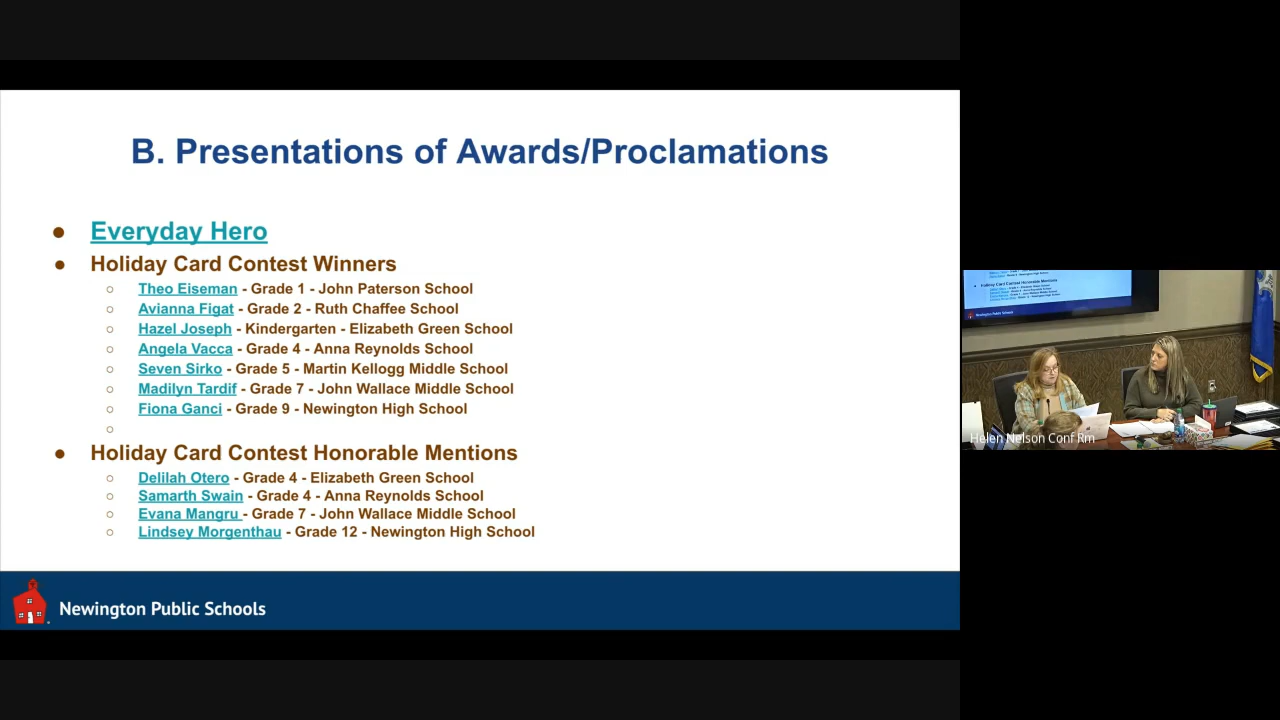 B. Presentations of Awards/Proclamations
● Everyday Hero
● Holiday Card Contest Winners
○ Theo Eiseman - Grade 1 - John Paterson School
○ Avianna Figat - Grade 2 - Ruth Chaffee School
○ Hazel Joseph - Kindergarten - Elizabeth Green School
○ Angela Vacca - Grade 4 - Anna Reynolds School
○ Seven Sirko - Grade 5 - Martin Kellogg Middle School
○ Madilyn Tardif - Grade 7 - John Wallace Middle School
○ Fiona Ganci - Grade 9 - Newington High School
○
● Holiday Card Contest Honorable Mentions
○ Delilah Otero - Grade 4 - Elizabeth Green School
○ Samarth Swain - Grade 4 - Anna Reynolds School
○ Evana Mangru - Grade 7 - John Wallace Middle School
○ Lindsey Morgenthau - Grade 12 - Newington High School
Newington Public Schools
Holiday Card Contest Honorable Mentions
Helen Nelson Conf Rm